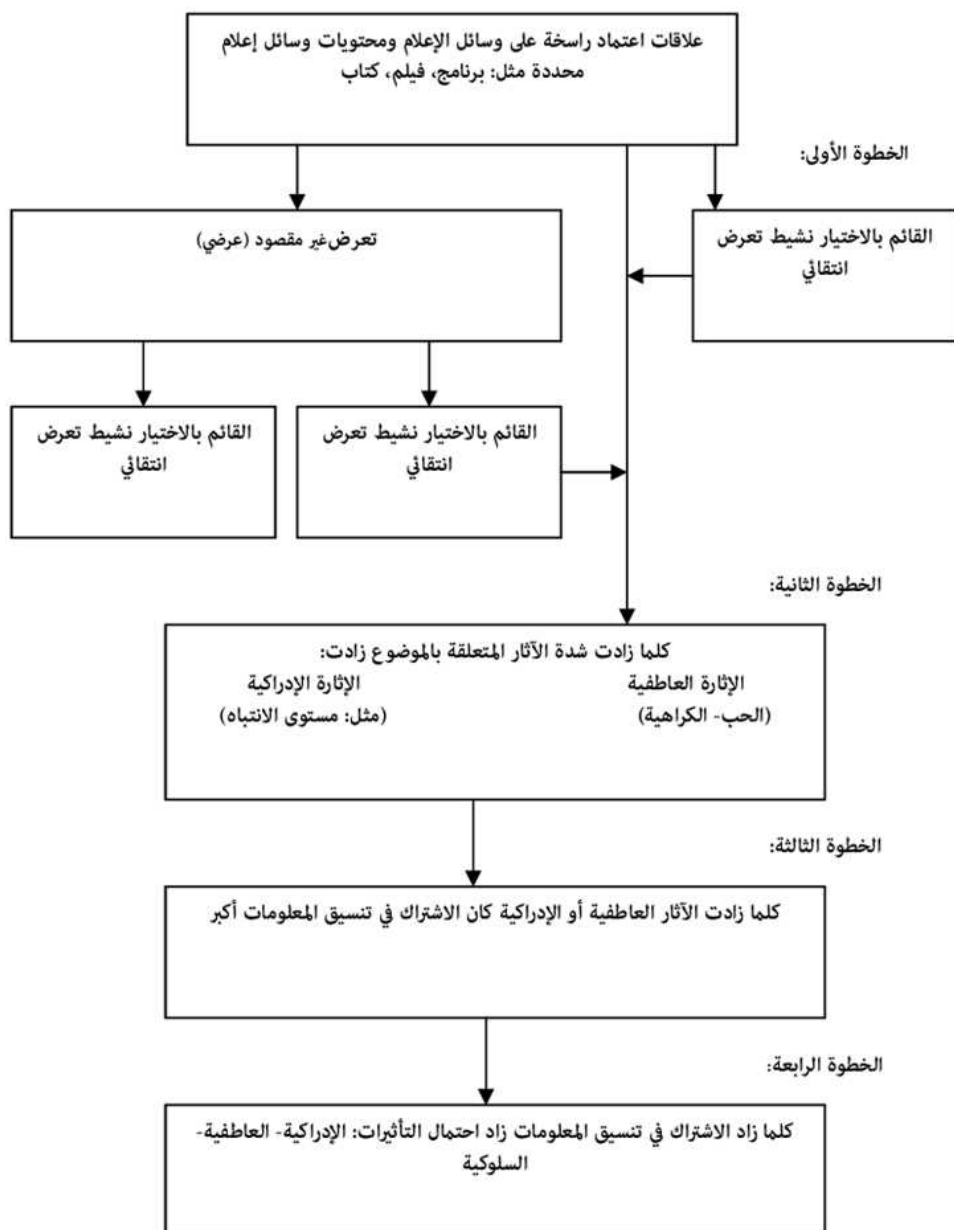 علاقات اعتماد راسخة على وسائل الإعلام ومحتويات وسائل إعلام
محددة مثل: برنامج، فيلم، كتاب
الخطوة الأولى:
القائم بالاختيار نشيط تعرض
انتقائي
تعرض غير مقصود (عرضي)
القائم بالاختيار نشيط تعرض
انتقائي
القائم بالاختيار نشيط تعرض
انتقائي
الخطوة الثانية:
كلما زادت شدة الآثار المتعلقة بالموضوع زادت:
الإثارة العاطفية
(الحب- الكراهية)
الإثارة الإدراكية
(مثل: مستوى الانتباه)
الخطوة الثالثة:
كلما زادت الآثار العاطفية أو الإدراكية كان الاشتراك في تنسيق المعلومات أكبر
الخطوة الرابعة:
كلما زاد الاشتراك في تنسيق المعلومات زاد احتمال التأثيرات: الإدراكية- العاطفية-
السلوكية